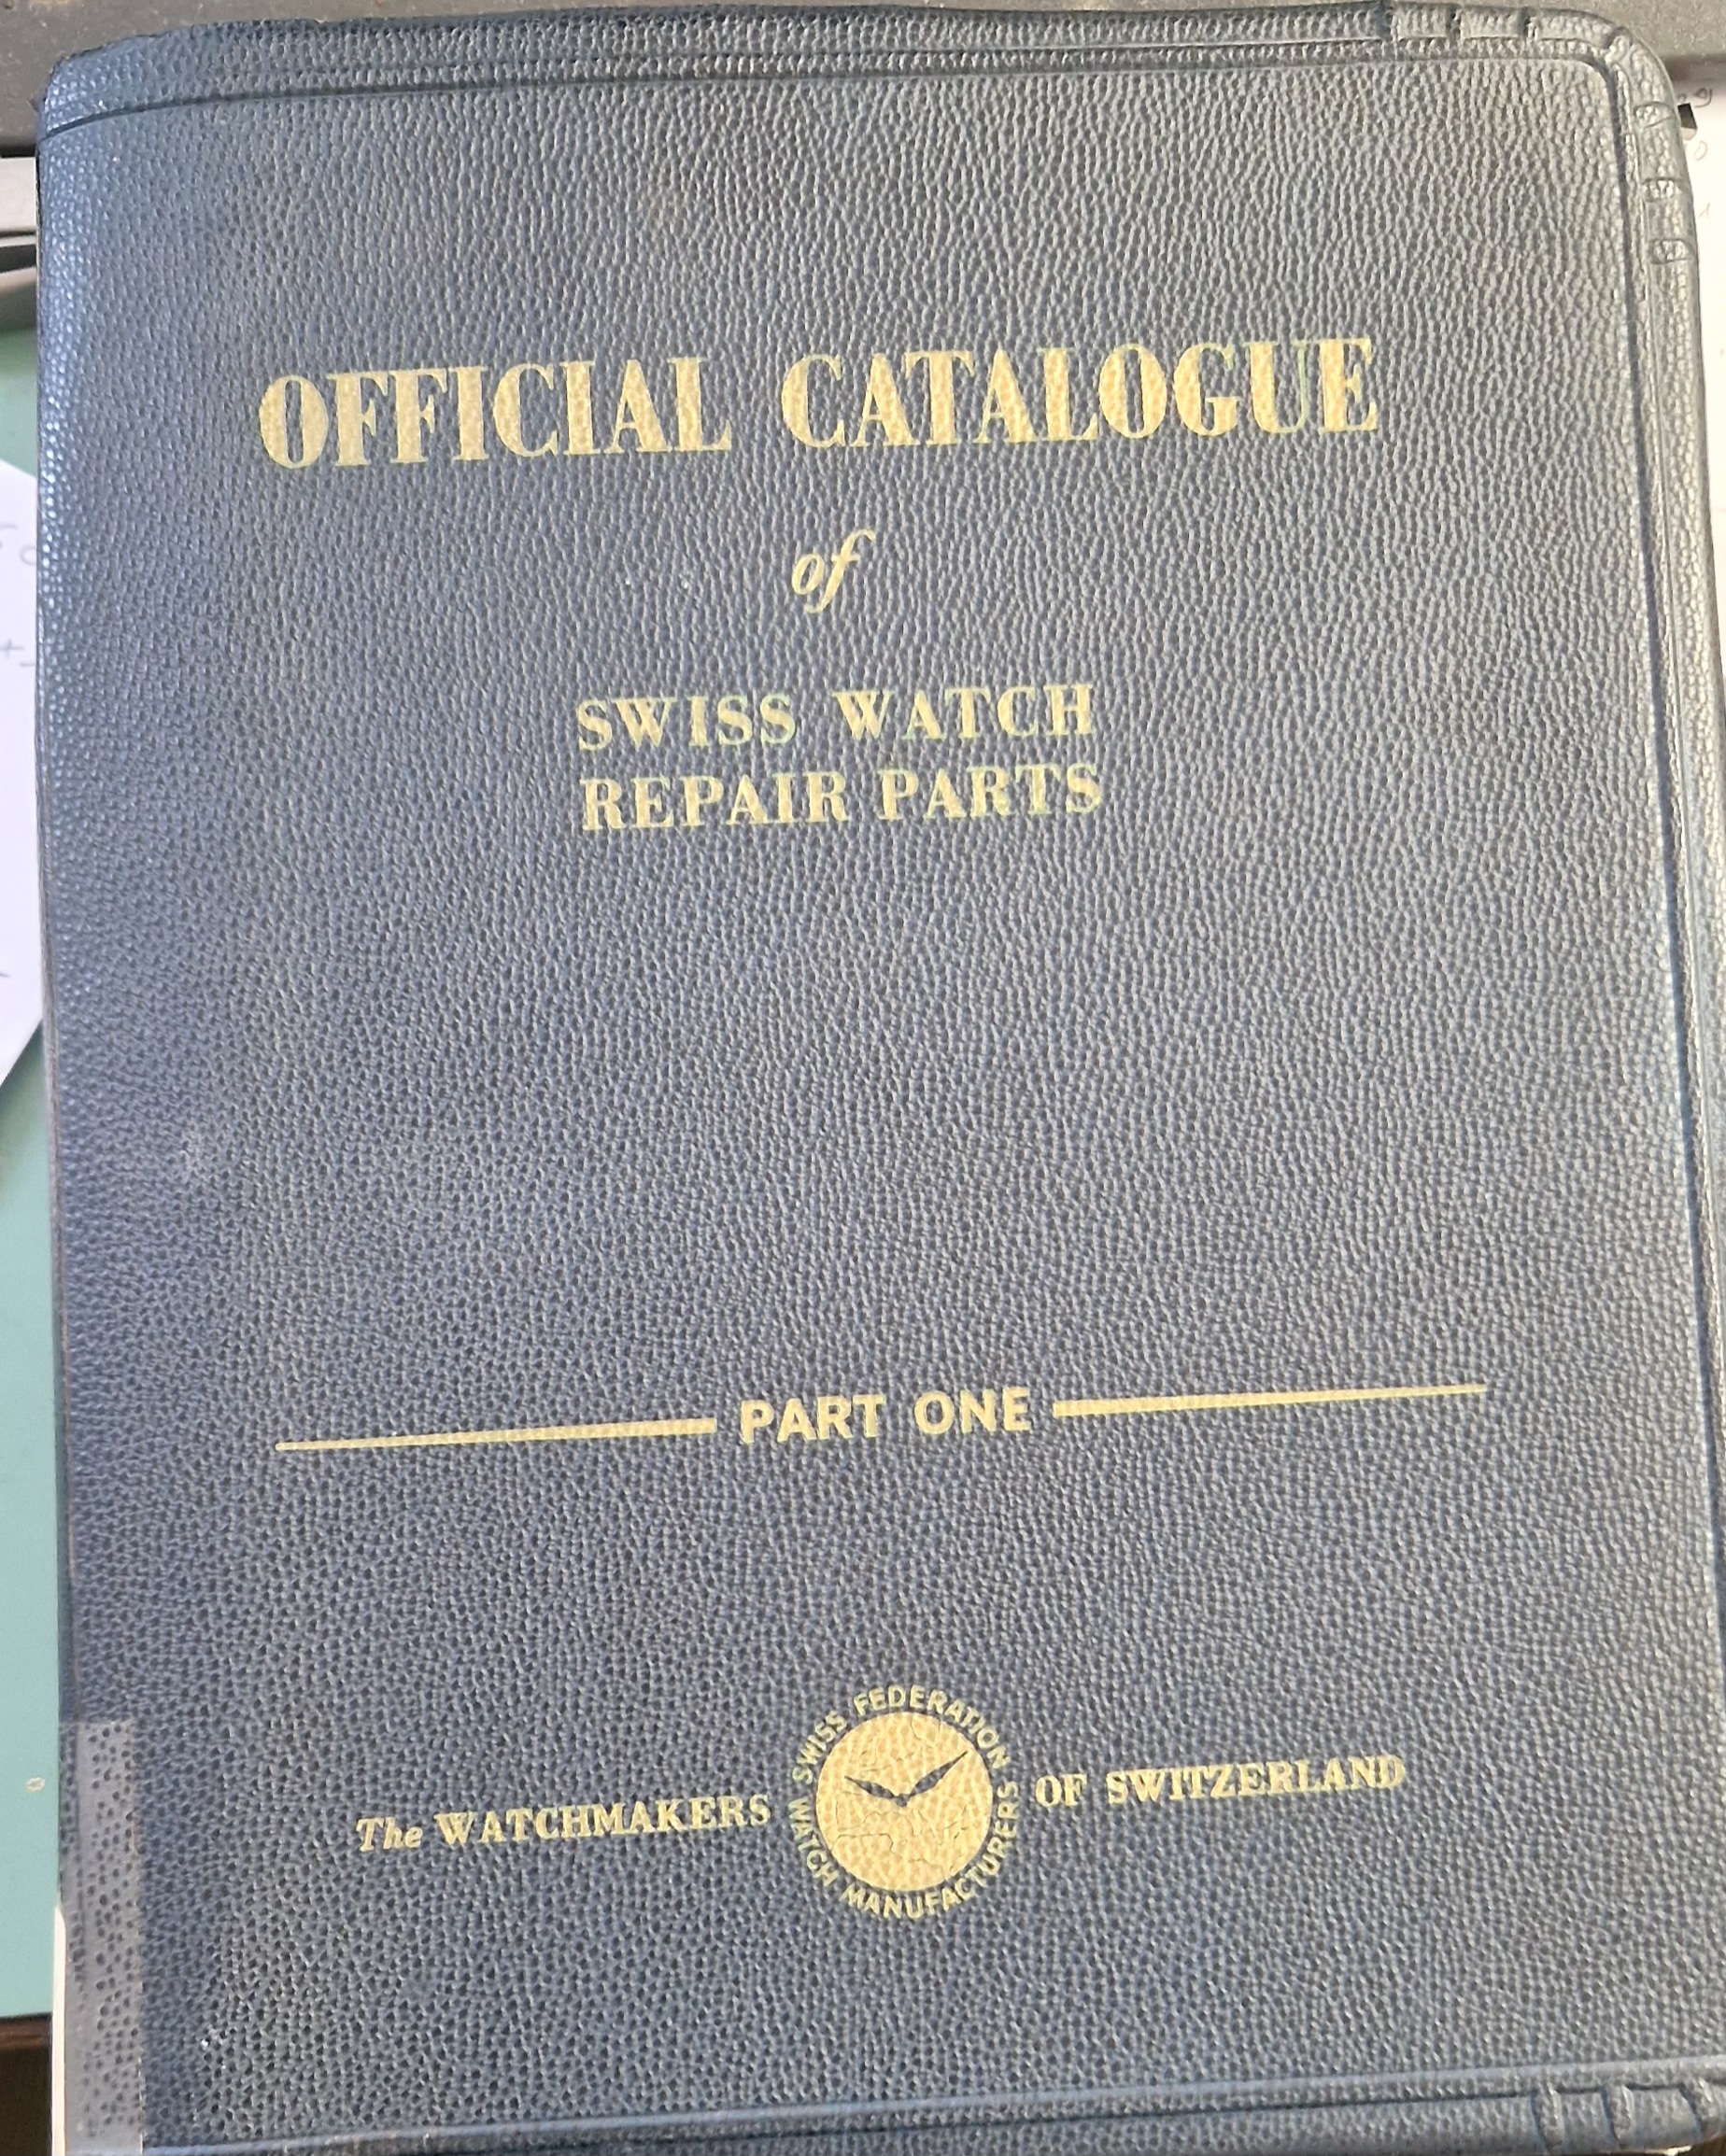 OFFICIAL CATALOGUE
of
SWISS WATCH
REPAIR PARTS
PART ONE
The WATCHMAKERS OF SWITZERLAND
SWISS FEDERATION
WATCH MANUFACTURERS